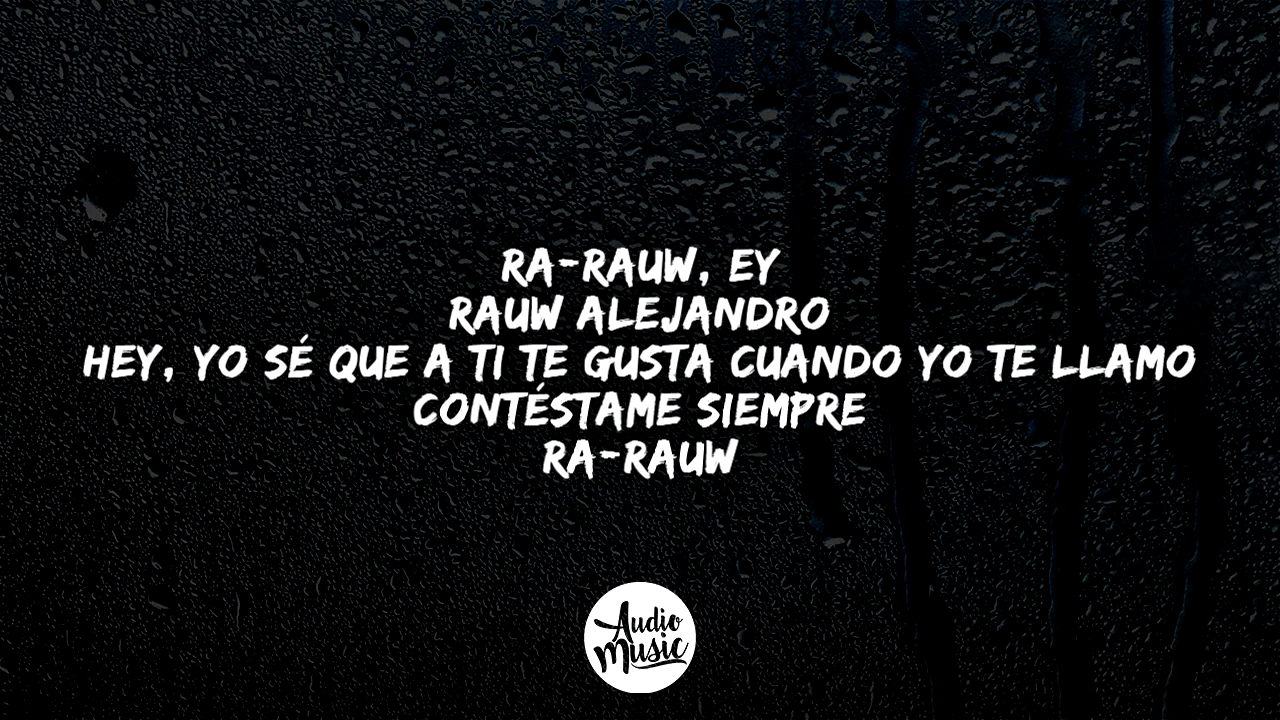 RA-RAUW, EY
RAUW ALEJANDRO
HEY, YO SÉ QUE A TI TE GUSTA CUANDO YO TE LLAMO
CONTÉSTAME SIEMPRE
RA-RAUW
Audio
Music